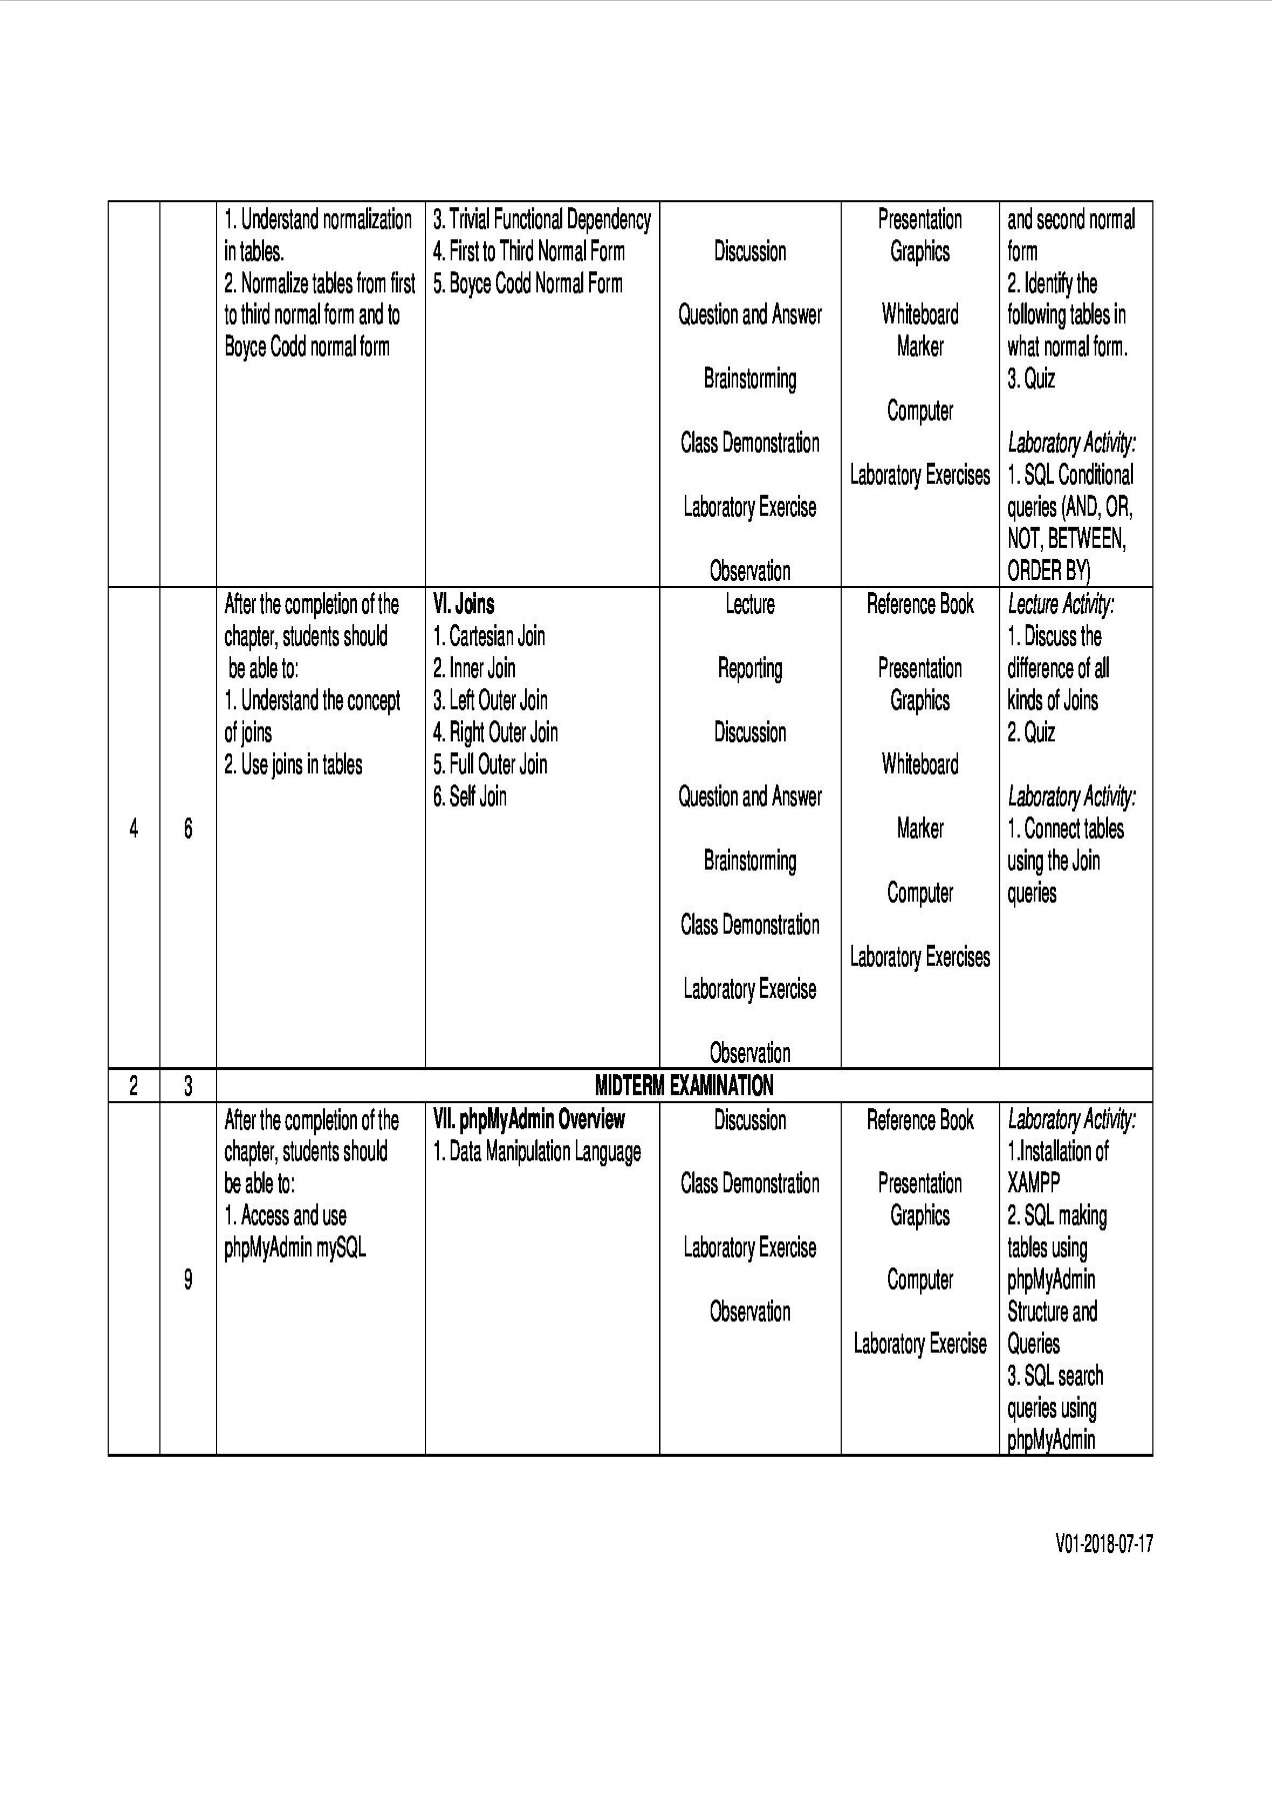 1. Understand normalization
in tables.
2. Normalize tables from first
to third normal form and to
Boyce Codd normal form
3. Trivial Functional Dependency
4. First to Third Normal Form
5. Boyce Codd Normal Form
Discussion
Question and Answer
Brainstorming
Class Demonstration
Laboratory Exercise
Observation
Presentation
Graphics
Whiteboard
Marker
Computer
Laboratory Exercises
and second normal
form
2. Identify the
following tables in
what normal form.
3. Quiz
Laboratory Activity:
1. SQL Conditional
queries (AND, OR,
NOT, BETWEEN,
ORDER BY)
4
6
After the completion of the
chapter, students should
be able to:
1. Understand the concept
of joins
2. Use joins in tables
VI. Joins
1. Cartesian Join
2. Inner Join
3. Left Outer Join
4. Right Outer Join
5. Full Outer Join
6. Self Join
Lecture
Reporting
Discussion
Question and Answer
Brainstorming
Class Demonstration
Laboratory Exercise
Observation
Reference Book
Presentation
Graphics
Whiteboard
Marker
Computer
Laboratory Exercises
Lecture Activity:
1. Discuss the
difference of all
kinds of Joins
2. Quiz
Laboratory Activity:
1. Connect tables
using the Join
queries
2
3
MIDTERM EXAMINATION
9
After the completion of the
chapter, students should
be able to:
1. Access and use
phpMyAdmin mySQL
VII. phpMyAdmin Overview
1. Data Manipulation Language
Discussion
Class Demonstration
Laboratory Exercise
Observation
Reference Book
Presentation
Graphics
Computer
Laboratory Exercise
Laboratory Activity:
1.Installation of
XAMPP
2. SQL making
tables using
phpMyAdmin
Structure and
Queries
3. SQL search
queries using
phpMyAdmin
V01-2018-07-17